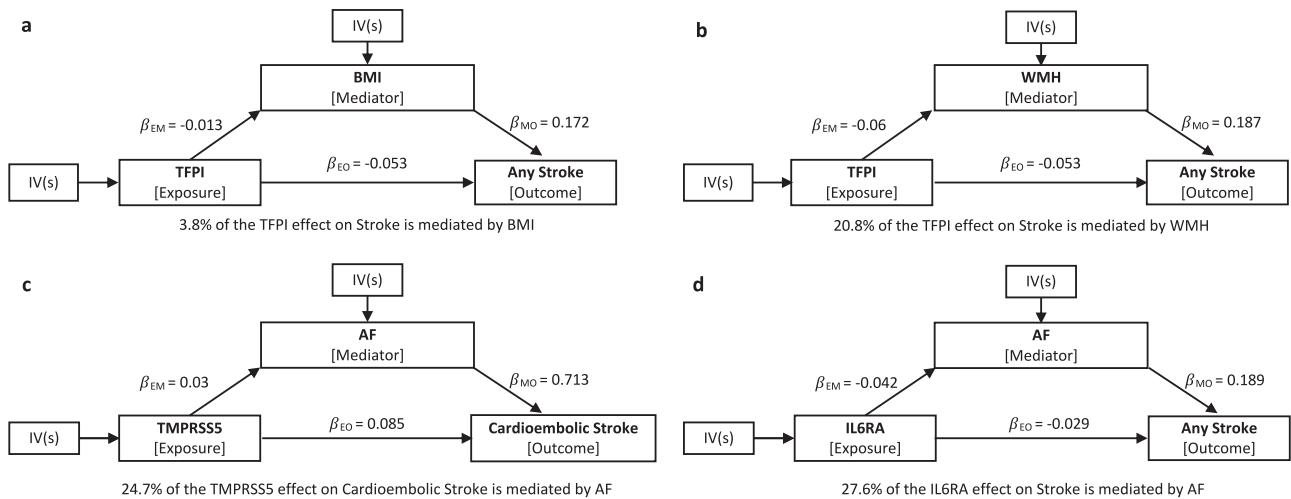 a
IV(s)
BMI
[Mediator]
βEM = -0.013
βMO = 0.172
IV(s)
TFPI
[Exposure]
βEO = -0.053
Any Stroke
[Outcome]
3.8% of the TFPI effect on Stroke is mediated by BMI
b
IV(s)
WMH
[Mediator]
βEM = -0.06
βMO = 0.187
IV(s)
TFPI
[Exposure]
βEO = -0.053
Any Stroke
[Outcome]
20.8% of the TFPI effect on Stroke is mediated by WMH
c
IV(s)
AF
[Mediator]
βEM = 0.03
βMO = 0.713
IV(s)
TMPRSS5
[Exposure]
βEO = 0.085
Cardioembolic Stroke
[Outcome]
24.7% of the TMPRSS5 effect on Cardioembolic Stroke is mediated by AF
d
IV(s)
AF
[Mediator]
βEM = -0.042
βMO = 0.189
IV(s)
IL6RA
[Exposure]
βEO = -0.029
Any Stroke
[Outcome]
27.6% of the IL6RA effect on Stroke is mediated by AF